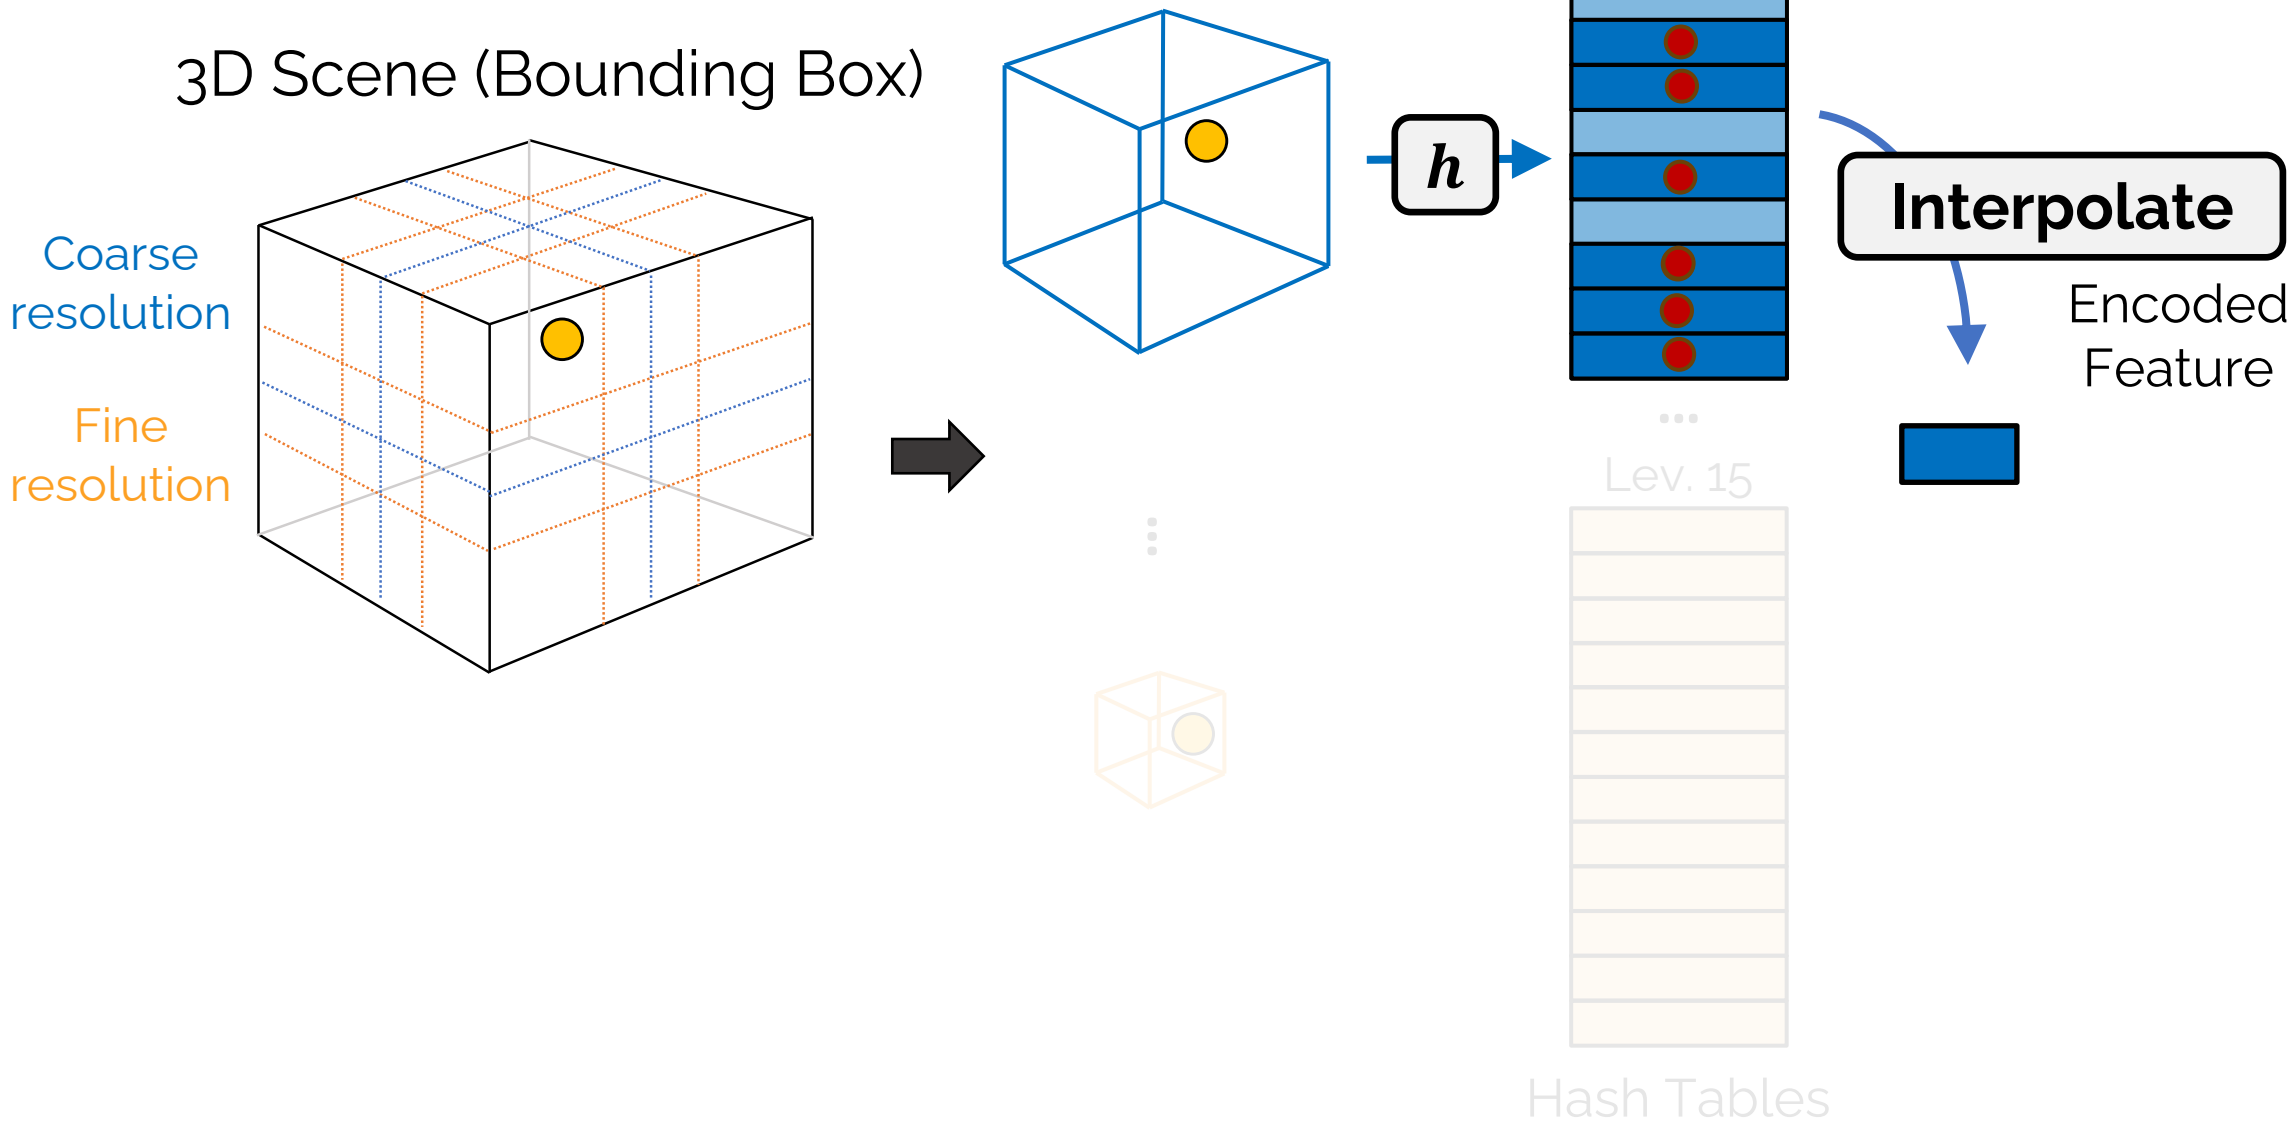 3D Scene (Bounding Box)
Coarse
resolution
Fine
resolution
h
Interpolate
Encoded
Feature
...
Lev. 15
...
Hash Tables